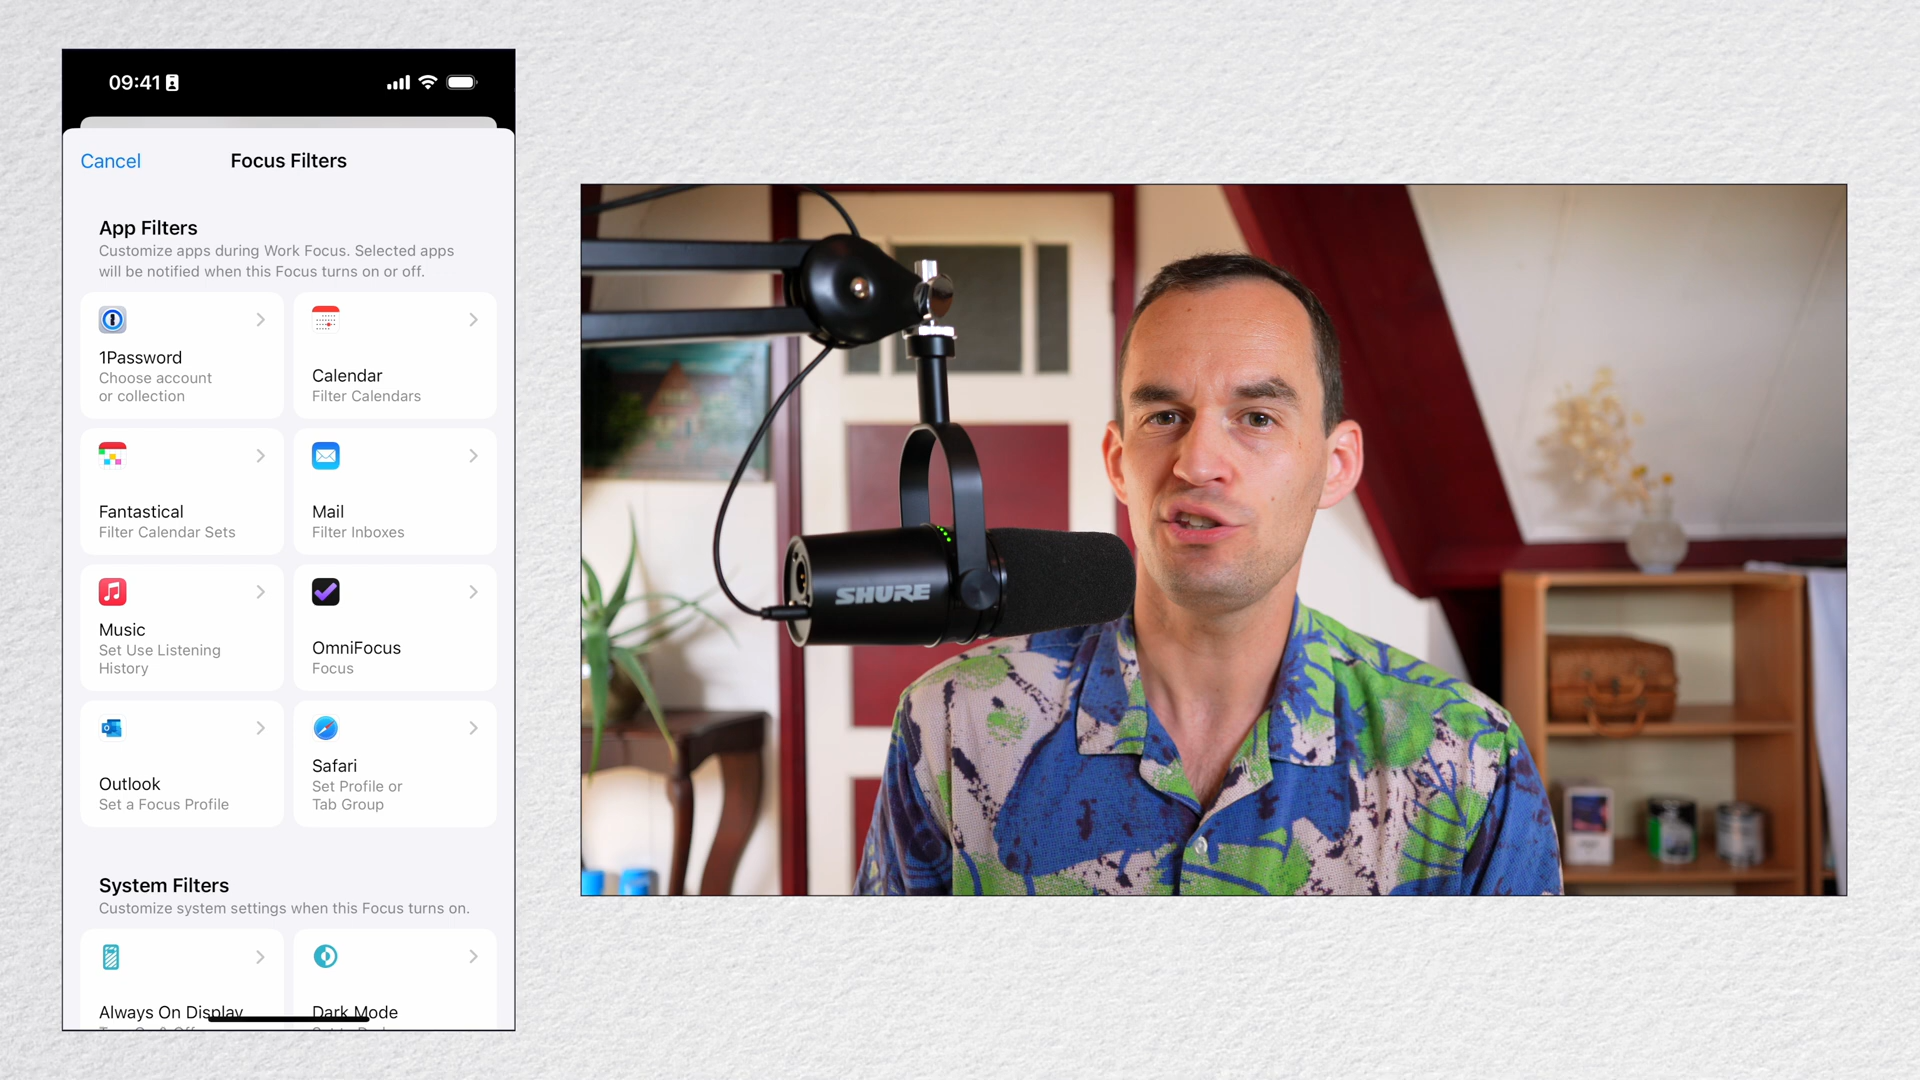 09:41
Cancel
Focus Filters
App Filters
Customize apps during Work Focus. Selected apps
will be notified when this Focus turns on or off.
1Password
Choose account
or collection
Calendar
Filter Calendars
Fantastical
Filter Calendar Sets
Mail
Filter Inboxes
Music
Set Use Listening
History
OmniFocus
Focus
Outlook
Set a Focus Profile
Safari
Set Profile or
Tab Group
System Filters
Customize system settings when this Focus turns on.
Always On Display
Dark Mode
SHURE